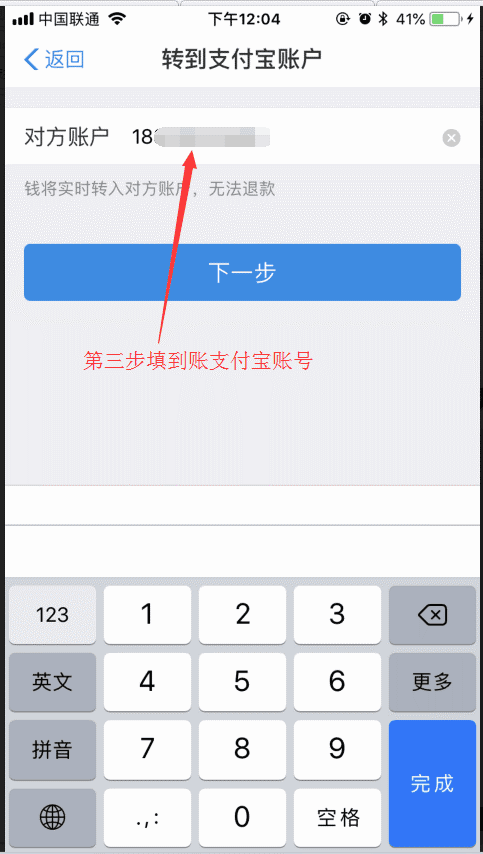 中国联通 下午12:04 41%
返回 转到支付宝账户
对方账户 18
钱将实时转入对方账户，无法退款
下一步
第三步填到账支付宝账号
123 1 2 3
英文 4 5 6 更多
拼音 7 8 9
完成
.,: 0 空格